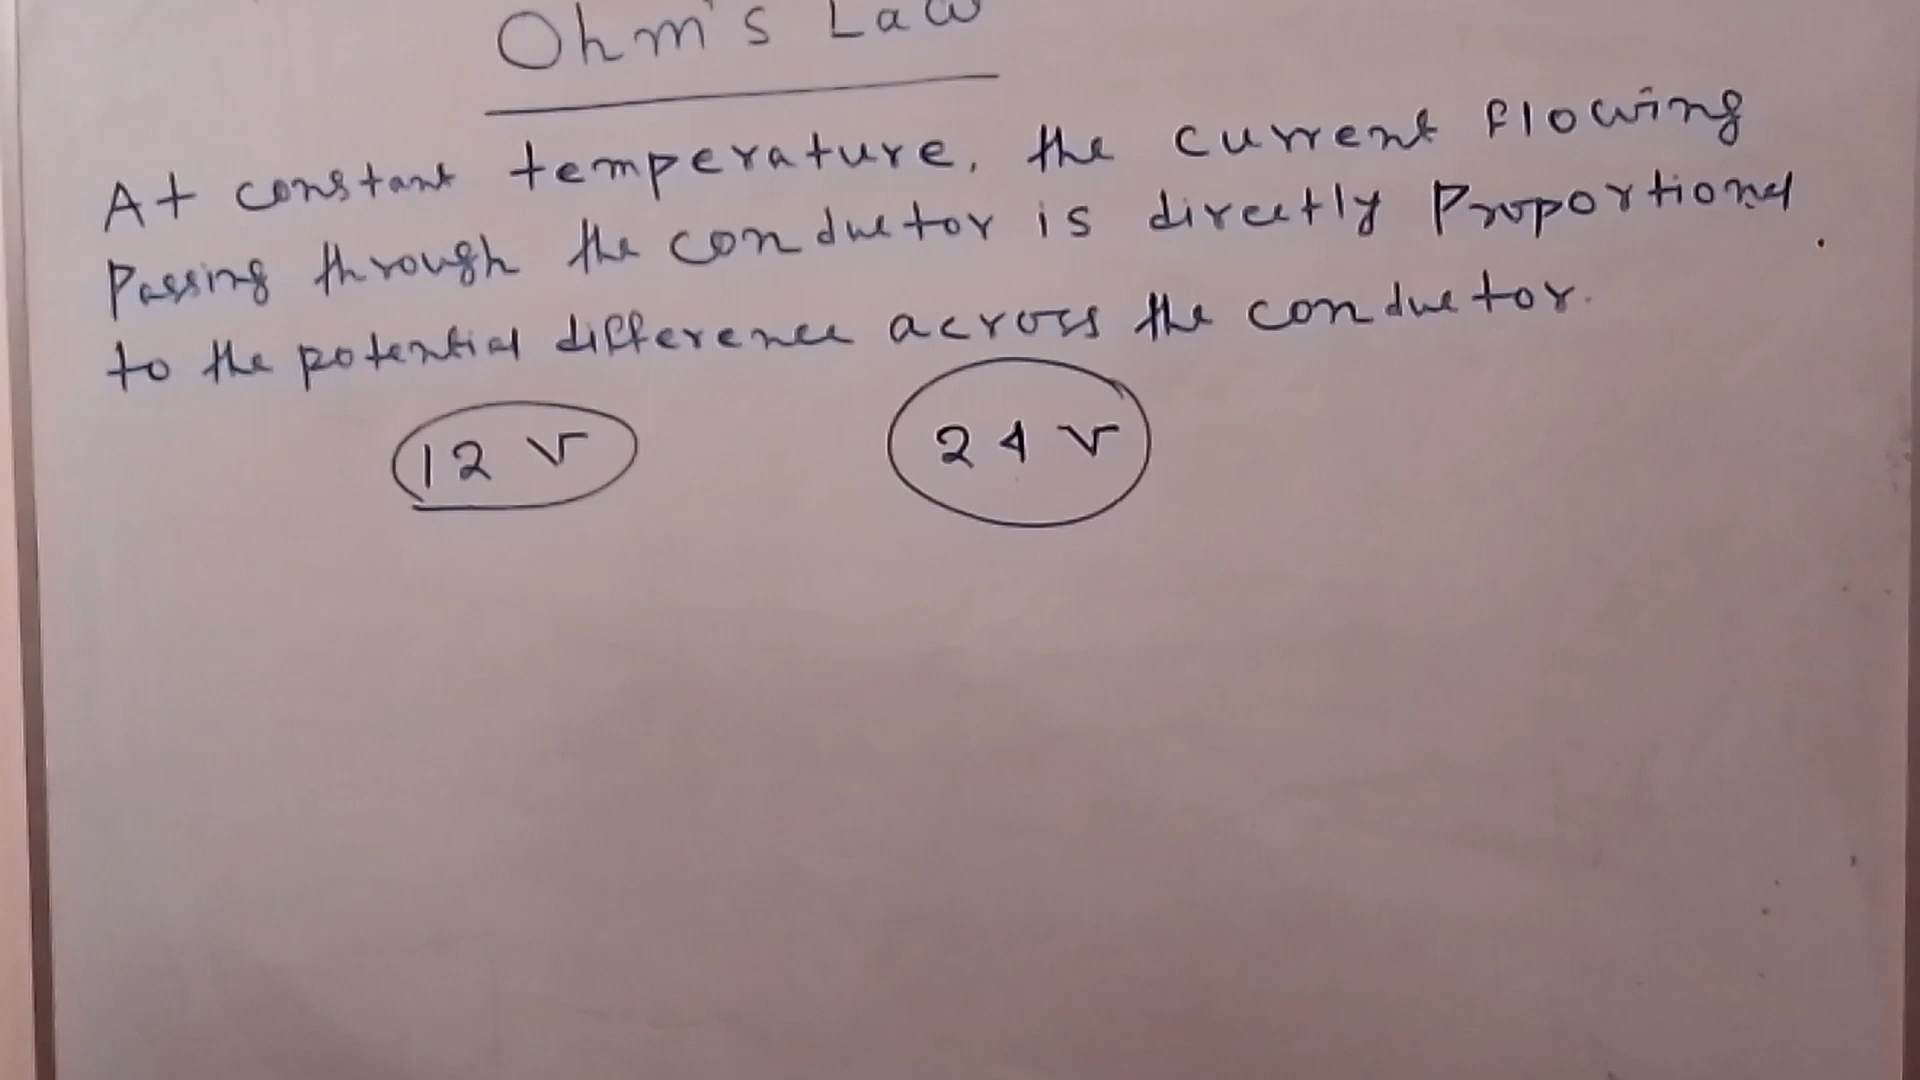 Ohm's Law
At constant temperature, the current flowing
Passing through the conductor is directly Proportional
to the potential difference across the conductor.
12 V 24 V